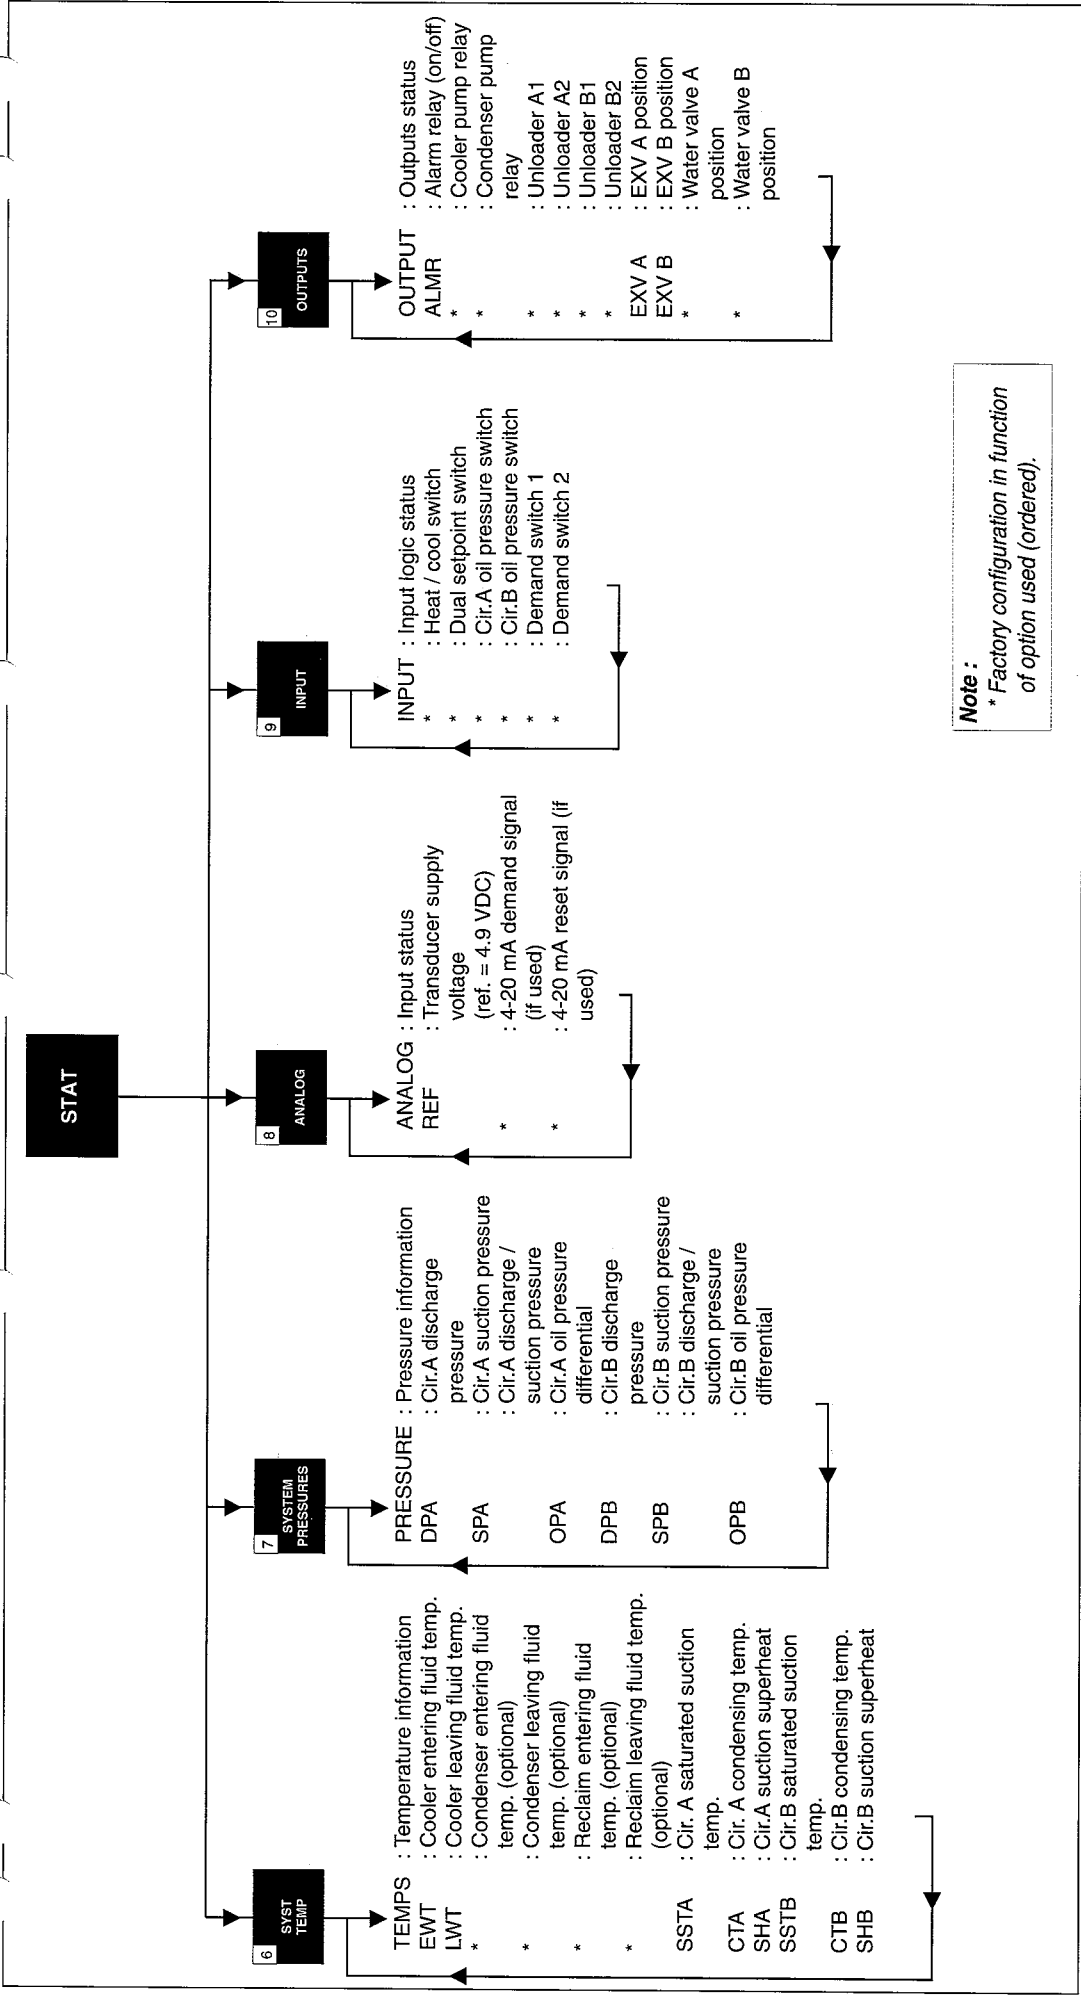 STAT
6
SYST
TEMP
TEMPS : Temperature information
EWT : Cooler entering fluid temp.
LWT : Cooler leaving fluid temp.
* : Condenser entering fluid
temp. (optional)
* : Condenser leaving fluid
temp. (optional)
* : Reclaim entering fluid
temp. (optional)
* : Reclaim leaving fluid temp.
(optional)
SSTA : Cir. A saturated suction
temp.
CTA : Cir. A condensing temp.
SHA : Cir.A suction superheat
SSTB : Cir.B saturated suction
temp.
CTB : Cir.B condensing temp.
SHB : Cir.B suction superheat
7
SYSTEM
PRESSURES
PRESSURE : Pressure information
DPA : Cir.A discharge
pressure
SPA : Cir.A suction pressure
: Cir.A discharge /
suction pressure
OPA : Cir.A oil pressure
differential
DPB : Cir.B discharge
pressure
SPB : Cir.B suction pressure
: Cir.B discharge /
suction pressure
OPB : Cir.B oil pressure
differential
8
ANALOG
ANALOG : Input status
REF : Transducer supply
voltage
(ref. = 4.9 VDC)
* : 4-20 mA demand signal
(if used)
* : 4-20 mA reset signal (if
used)
9
INPUT
INPUT : Input logic status
* : Heat / cool switch
* : Dual setpoint switch
* : Cir.A oil pressure switch
* : Cir.B oil pressure switch
* : Demand switch 1
* : Demand switch 2
10
OUTPUTS
OUTPUT : Outputs status
ALMR : Alarm relay (on/off)
* : Cooler pump relay
* : Condenser pump
relay
* : Unloader A1
* : Unloader A2
* : Unloader B1
* : Unloader B2
EXV A : EXV A position
EXV B : EXV B position
* : Water valve A
position
* : Water valve B
position
Note :
* Factory configuration in function
of option used (ordered).